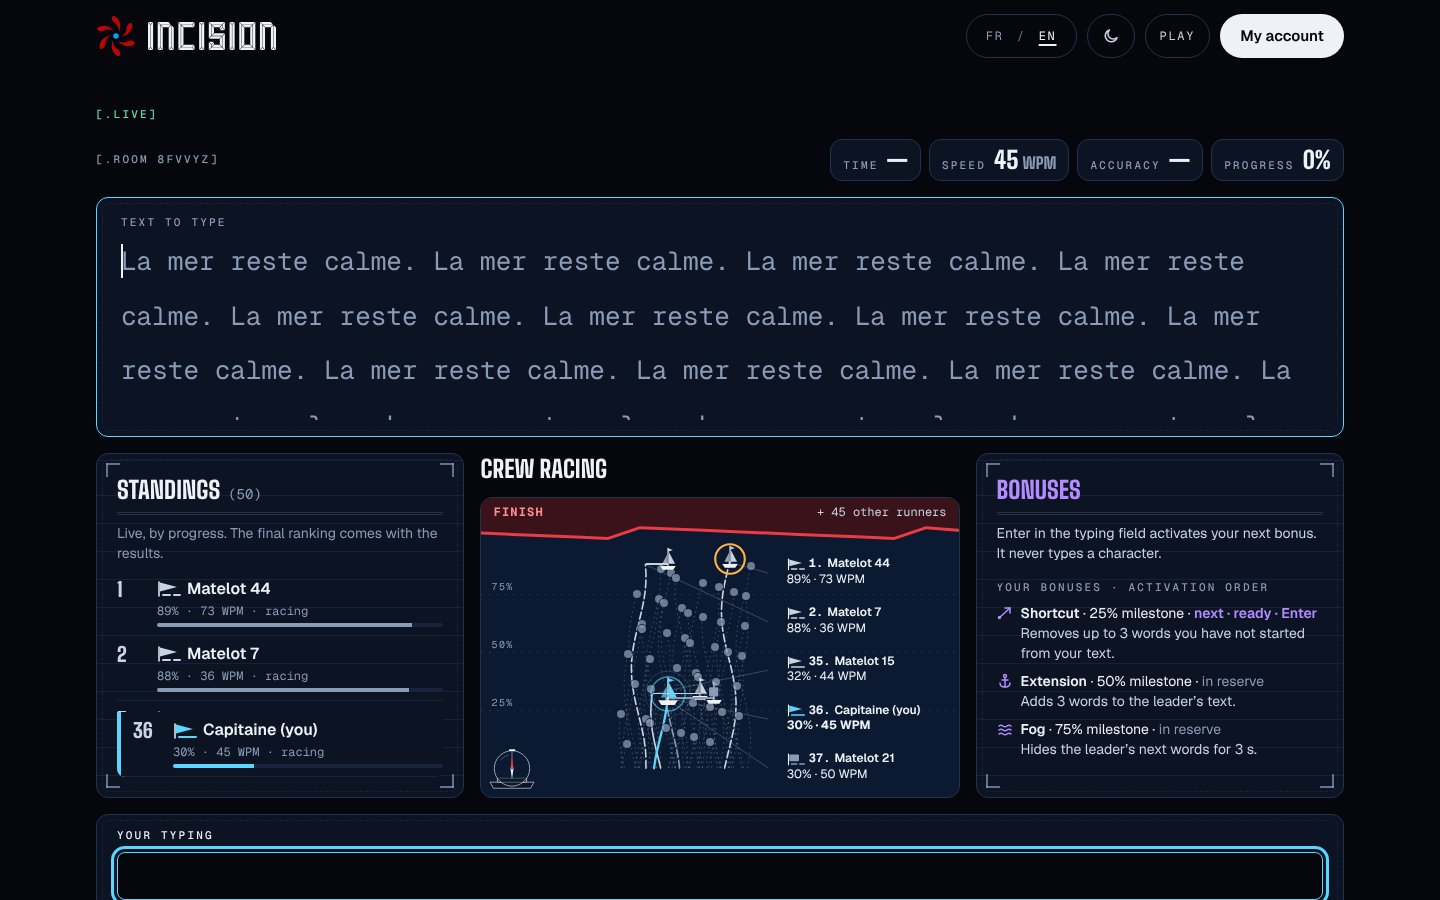 INCISION
FR / EN
PLAY
My account
[.LIVE]
[.ROOM 8FVVYZ]
TIME —
SPEED 45 WPM
ACCURACY —
PROGRESS 0%
TEXT TO TYPE
La mer reste calme. La mer reste calme. La mer reste calme. La mer reste
calme. La mer reste calme. La mer reste calme. La mer reste calme. La mer
reste calme. La mer reste calme. La mer reste calme. La mer reste calme. La
STANDINGS (50)
Live, by progress. The final ranking comes with the
results.
1 Matelot 44
89% · 73 WPM · racing
2 Matelot 7
88% · 36 WPM · racing
36 Capitaine (you)
30% · 45 WPM · racing
CREW RACING
FINISH
+ 45 other runners
75%
50%
25%
1. Matelot 44
89% · 73 WPM
2. Matelot 7
88% · 36 WPM
35. Matelot 15
32% · 44 WPM
36. Capitaine (you)
30% · 45 WPM
37. Matelot 21
30% · 50 WPM
BONUSES
Enter in the typing field activates your next bonus.
It never types a character.
YOUR BONUSES · ACTIVATION ORDER
Shortcut · 25% milestone · next · ready · Enter
Removes up to 3 words you have not started
from your text.
Extension · 50% milestone · in reserve
Adds 3 words to the leader's text.
Fog · 75% milestone · in reserve
Hides the leader's next words for 3 s.
YOUR TYPING